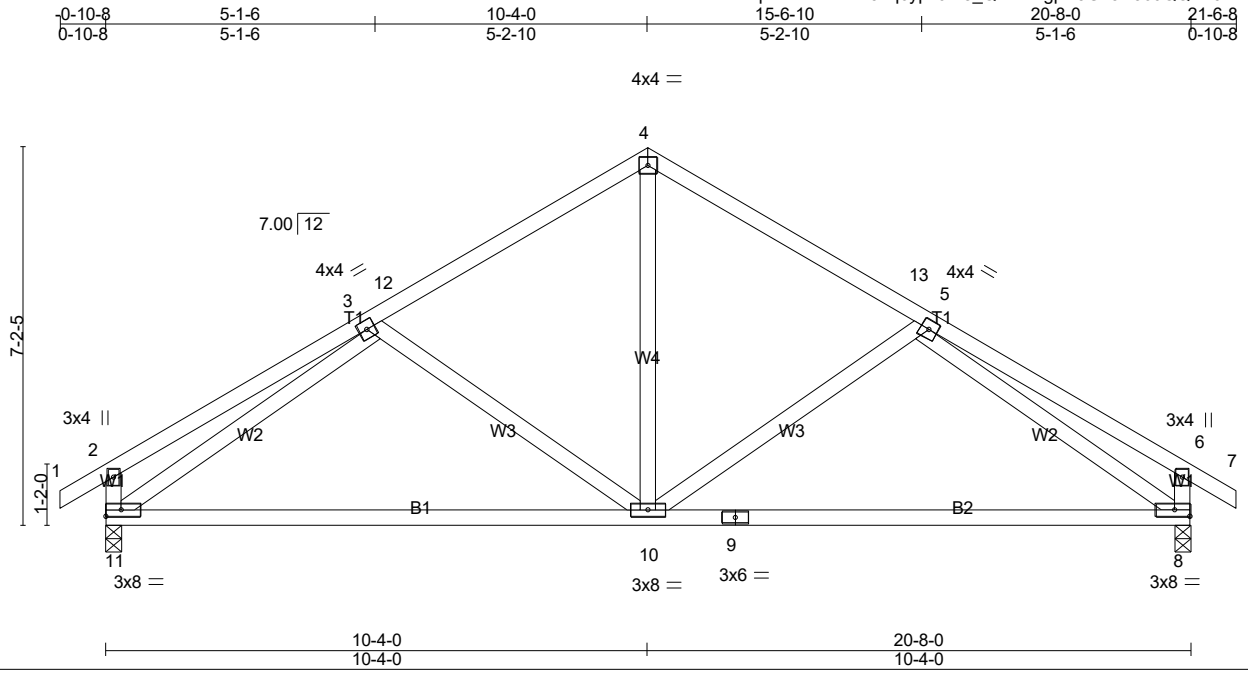 -0-10-8 5-1-6 10-4-0 15-6-10 20-8-0 21-6-8
0-10-8 5-1-6 5-2-10 5-2-10 5-1-6 0-10-8
4x4 =
4
7.00 12
4x4
12
3
T1
13
4x4
5
T1
7-2-5
W4
3x4 ||
2
1
W1
1-2-0
W2
W3
W3
W2
3x4 ||
6
7
W1
B1
B2
11
3x8 =
10
3x8 =
9
3x6 =
8
3x8 =
10-4-0 20-8-0
10-4-0 10-4-0